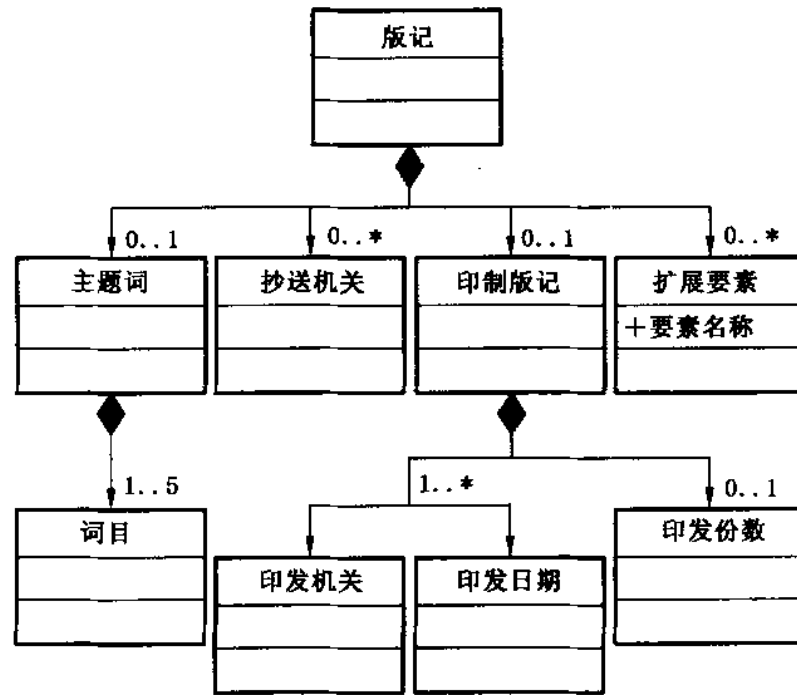 版记
0..1
0..*
0..1
0..*
主题词
抄送机关
印制版记
扩展要素
+要素名称
1..5
1..*
0..1
词目
印发份数
印发机关
印发日期